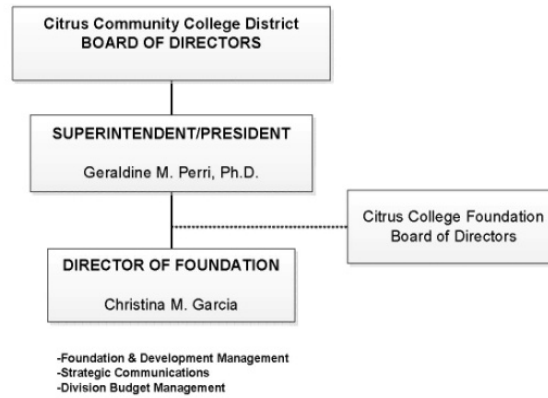 Citrus Community College District
BOARD OF DIRECTORS
SUPERINTENDENT/PRESIDENT
Geraldine M. Perri, Ph.D.
Citrus College Foundation
Board of Directors
DIRECTOR OF FOUNDATION
Christina M. Garcia
-Foundation & Development Management
-Strategic Communications
-Division Budget Management